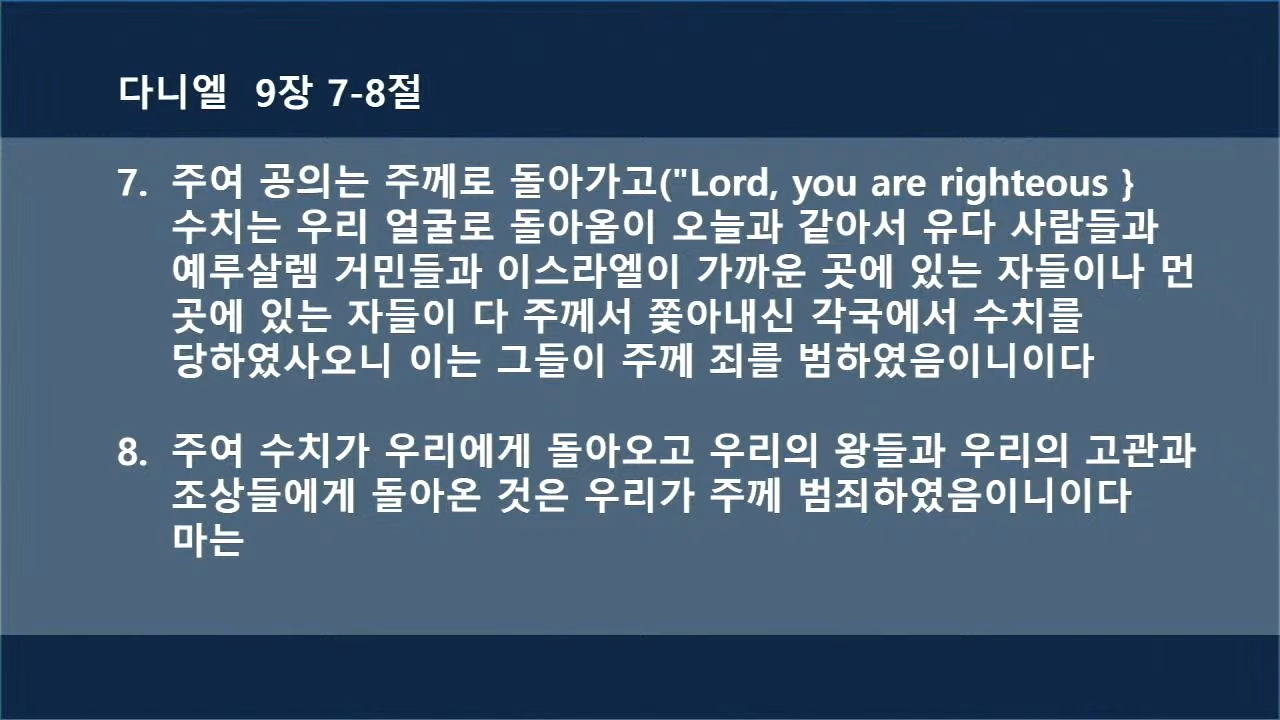 다니엘  9장 7-8절
7. 주여 공의는 주께로 돌아가고("Lord, you are righteous }
수치는 우리 얼굴로 돌아옴이 오늘과 같아서 유다 사람들과
예루살렘 거민들과 이스라엘이 가까운 곳에 있는 자들이나 먼
곳에 있는 자들이 다 주께서 쫓아내신 각국에서 수치를
당하였사오니 이는 그들이 주께 죄를 범하였음이니이다
8. 주여 수치가 우리에게 돌아오고 우리의 왕들과 우리의 고관과
조상들에게 돌아온 것은 우리가 주께 범죄하였음이니이다
마는